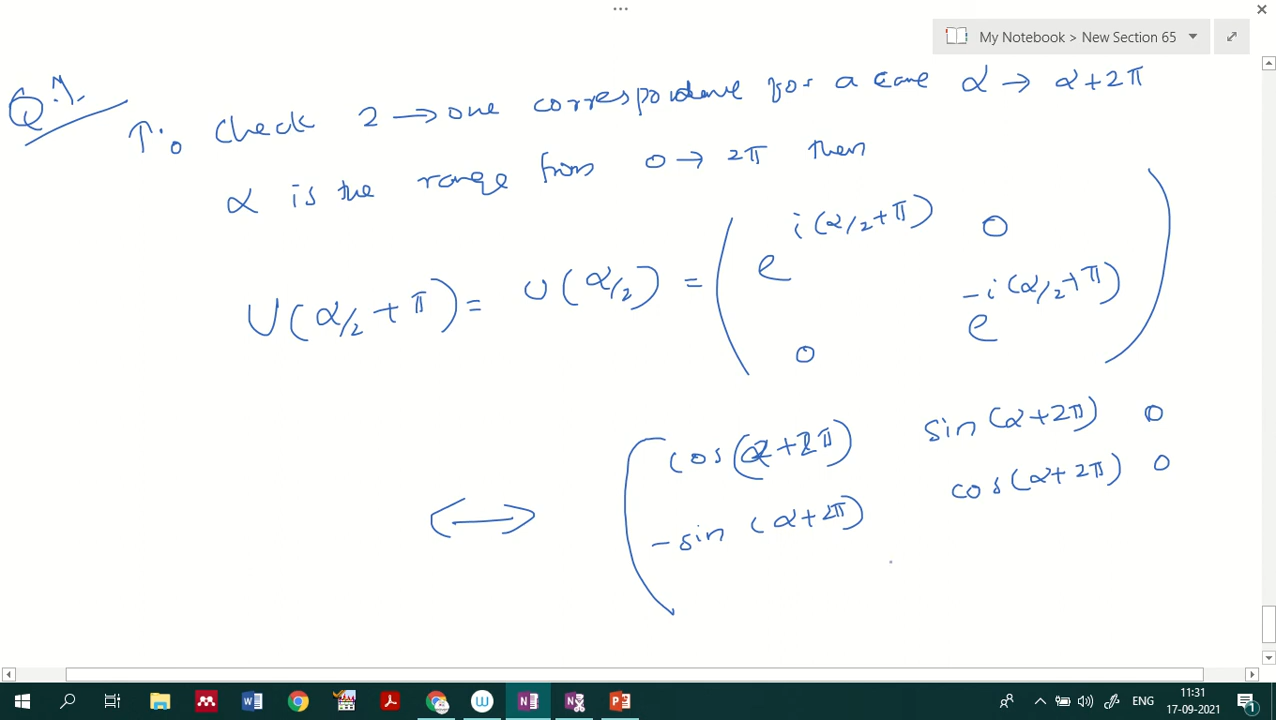 My Notebook > New Section 65
Q.1.
To check 2 → one correspondence for a case α → α+2π
α is the range from 0 → 2π then
U(α/2 + π) = U(α/2) = ( e^{i(α/2+π)} 0
0 e^{-i(α/2+π)} )
⟷ ( cos(α+2π) sin(α+2π) 0
-sin(α+2π) cos(α+2π) 0
ENG
11:31
17-09-2021